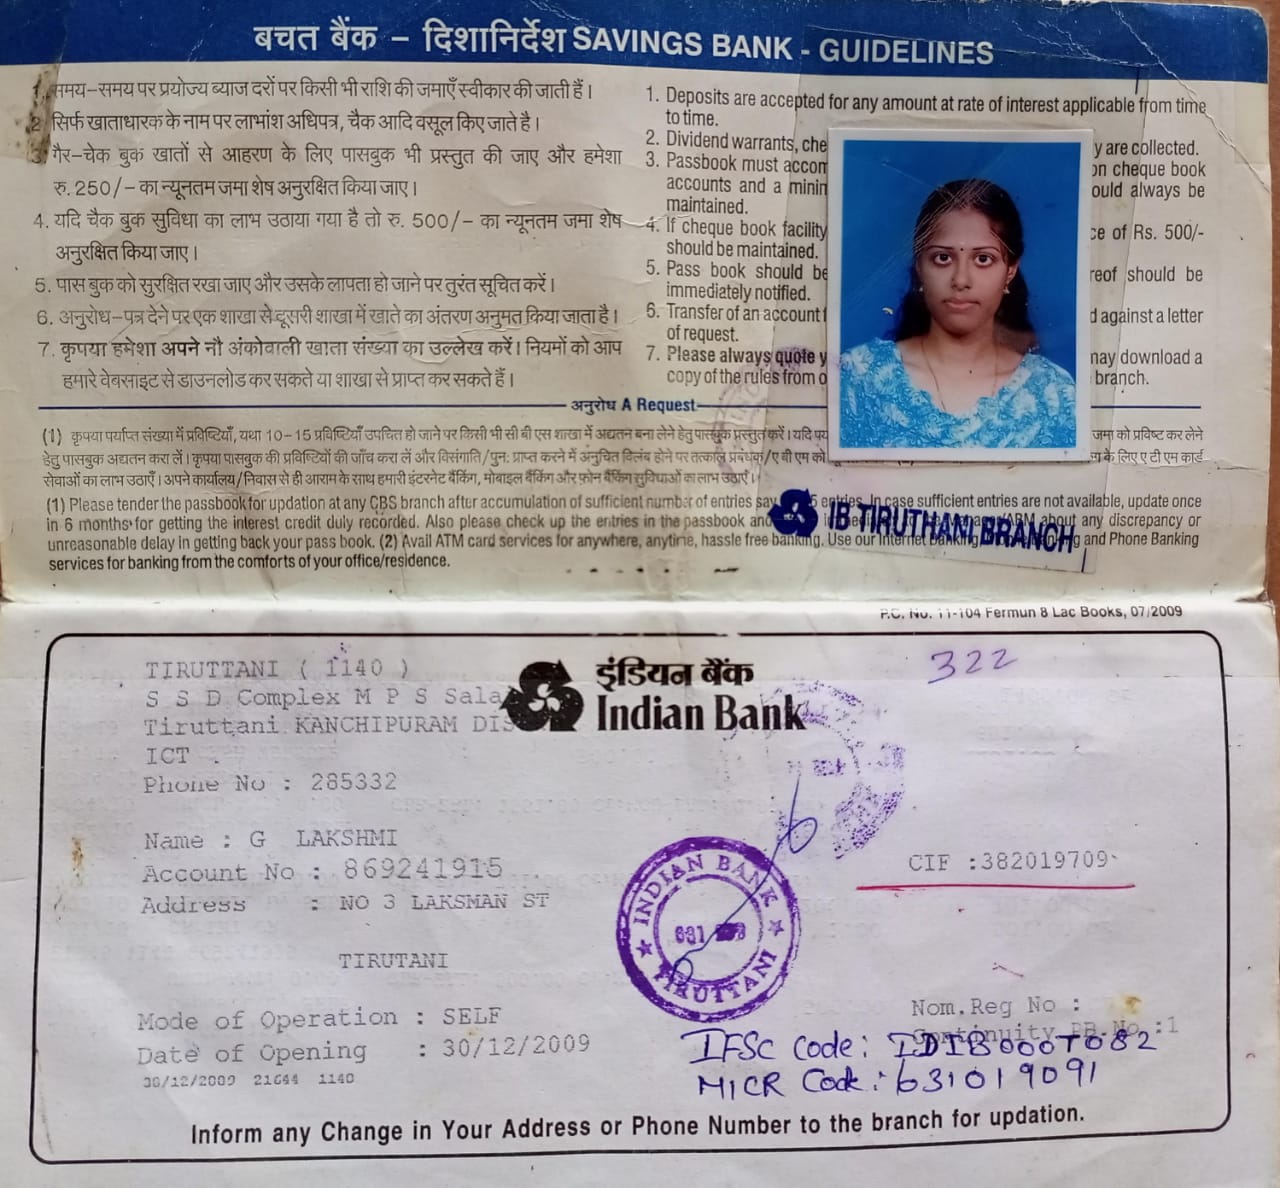 बचत बैंक – दिशानिर्देश SAVINGS BANK - GUIDELINES
1. समय–समय पर प्रयोज्य ब्याज दरों पर किसी भी राशि की जमाएँ स्वीकार की जाती हैं।
2. सिर्फ खाताधारक के नाम पर लाभांश अधिपत्र, चैक आदि वसूल किए जाते है।
3. गैर–चेक बुक खातों से आहरण के लिए पासबुक भी प्रस्तुत की जाए और हमेशा
रु. 250/– का न्यूनतम जमा शेष अनुरक्षित किया जाए।
4. यदि चैक बुक सुविधा का लाभ उठाया गया है तो रु. 500/– का न्यूनतम जमा शेष
अनुरक्षित किया जाए।
5. पास बुक को सुरक्षित रखा जाए और उसके लापता हो जाने पर तुरंत सूचित करें।
6. अनुरोध–पत्र देने पर एक शाखा से दूसरी शाखा में खाते का अंतरण अनुमत किया जाता है।
7. कृपया हमेशा अपने नौ अंकोवाली खाता संख्या का उल्लेख करें। नियमों को आप
हमारे वेबसाइट से डाउनलोड कर सकते या शाखा से प्राप्त कर सकते हैं।
1. Deposits are accepted for any amount at rate of interest applicable from time
to time.
2. Dividend warrants, che y are collected.
3. Passbook must accom on cheque book
accounts and a minin ould always be
maintained.
4. If cheque book facility ce of Rs. 500/-
should be maintained.
5. Pass book should be reof should be
immediately notified.
6. Transfer of an account d against a letter
of request.
7. Please always quote y may download a
copy of the rules from o branch.
अनुरोध A Request
(1) कृपया पर्याप्त संख्या में प्रविष्टियाँ, यथा 10–15 प्रविष्टियाँ उपचित हो जाने पर किसी भी सी बी एस शाखा में अद्यतन बना लेने हेतु पासबुक प्रस्तुत करें। यदि पर्य जमा को प्रविष्ट कर लेने
हेतु पासबुक अद्यतन करा लें। कृपया पासबुक की प्रविष्टियों की जाँच करा लें और विसंगति/पुन: प्राप्त करने में अनुचित विलंब होने पर तत्काल प्रबंधक/ए बी एम को के लिए ए टी एम कार्ड
सेवाओं का लाभ उठाएँ। अपने कार्यालय/निवास से ही आराम के साथ हमारी इंटरनेट बैंकिंग, मोबाइल बैंकिंग और फ़ोन बैंकिंग सुविधाओं का लाभ उठाएँ।
(1) Please tender the passbook for updation at any CBS branch after accumulation of sufficient number of entries say 5 entries. In case sufficient entries are not available, update once
in 6 months for getting the interest credit duly recorded. Also please check up the entries in the passbook and Manager/ABM about any discrepancy or
unreasonable delay in getting back your pass book. (2) Avail ATM card services for anywhere, anytime, hassle free banking. Use our Internet Banking and Phone Banking
services for banking from the comforts of your office/residence.
IB TIRUTHANI BRANCH
P.C. No. 11-104 Fermun 8 Lac Books, 07/2009
TIRUTTANI ( 1140 )
S S D Complex M P S Sala
Tiruttani KANCHIPURAM DIS
ICT
Phone No : 285332
इंडियन बैंक
Indian Bank
322
Name : G LAKSHMI
Account No : 869241915
CIF :382019709
Address : NO 3 LAKSMAN ST
TIRUTANI
INDIAN BANK
631
TIRUTTANI
Mode of Operation : SELF
Nom.Reg No :
Date of Opening : 30/12/2009
Continuity PB No :1
30/12/2009 21644 1140
IFSC Code: IDIB000T082
MICR Code: 631019091
Inform any Change in Your Address or Phone Number to the branch for updation.